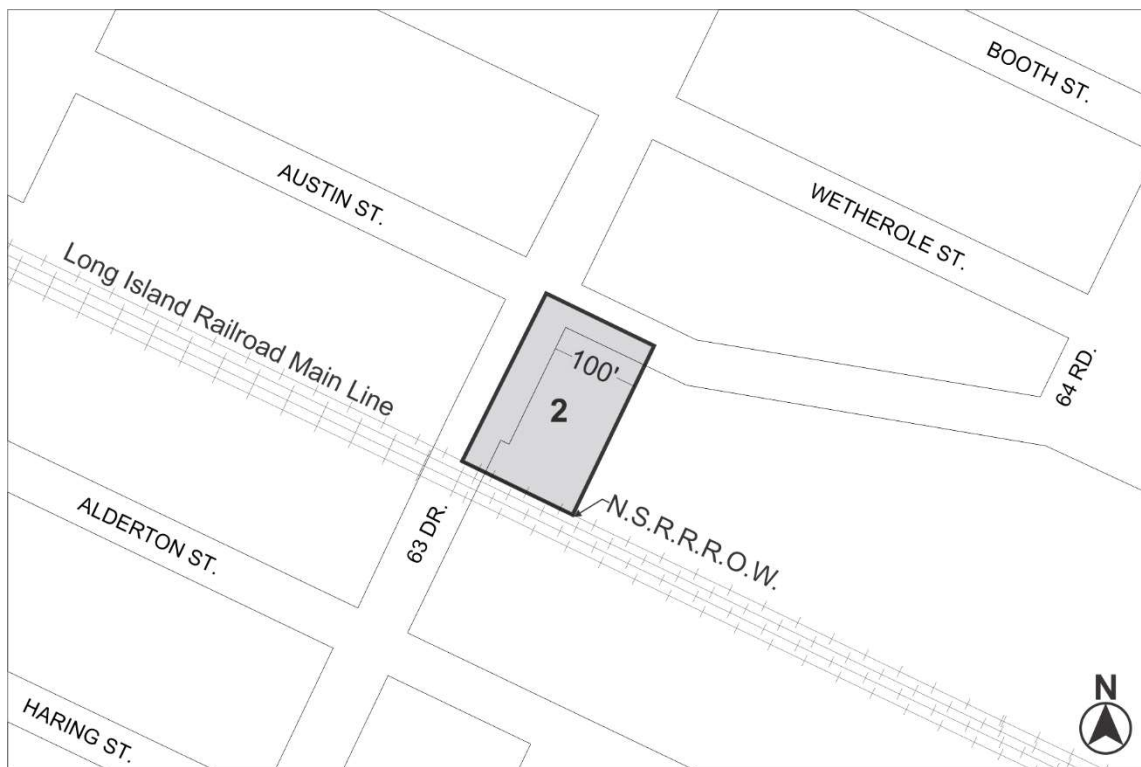 BOOTH ST.
AUSTIN ST.
WETHEROLE ST.
Long Island Railroad Main Line
64 RD.
100'
2
N.S.R.R.R.O.W.
63 DR.
ALDERTON ST.
HARING ST.
N